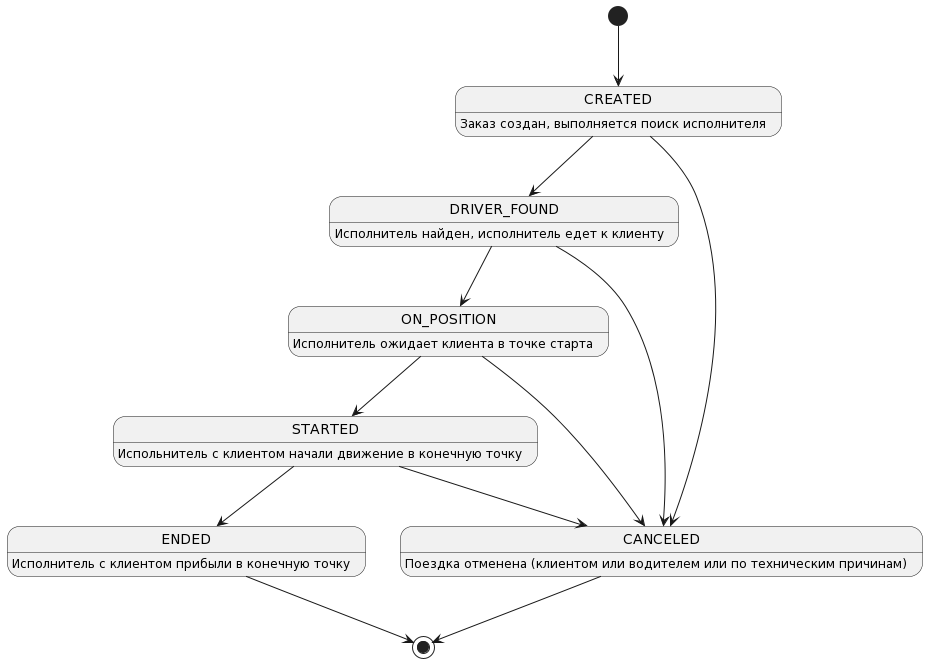 CREATED
Заказ создан, выполняется поиск исполнителя
DRIVER_FOUND
Исполнитель найден, исполнитель едет к клиенту
ON_POSITION
Исполнитель ожидает клиента в точке старта
STARTED
Испольнитель с клиентом начали движение в конечную точку
ENDED
Исполнитель с клиентом прибыли в конечную точку
CANCELED
Поездка отменена (клиентом или водителем или по техническим причинам)